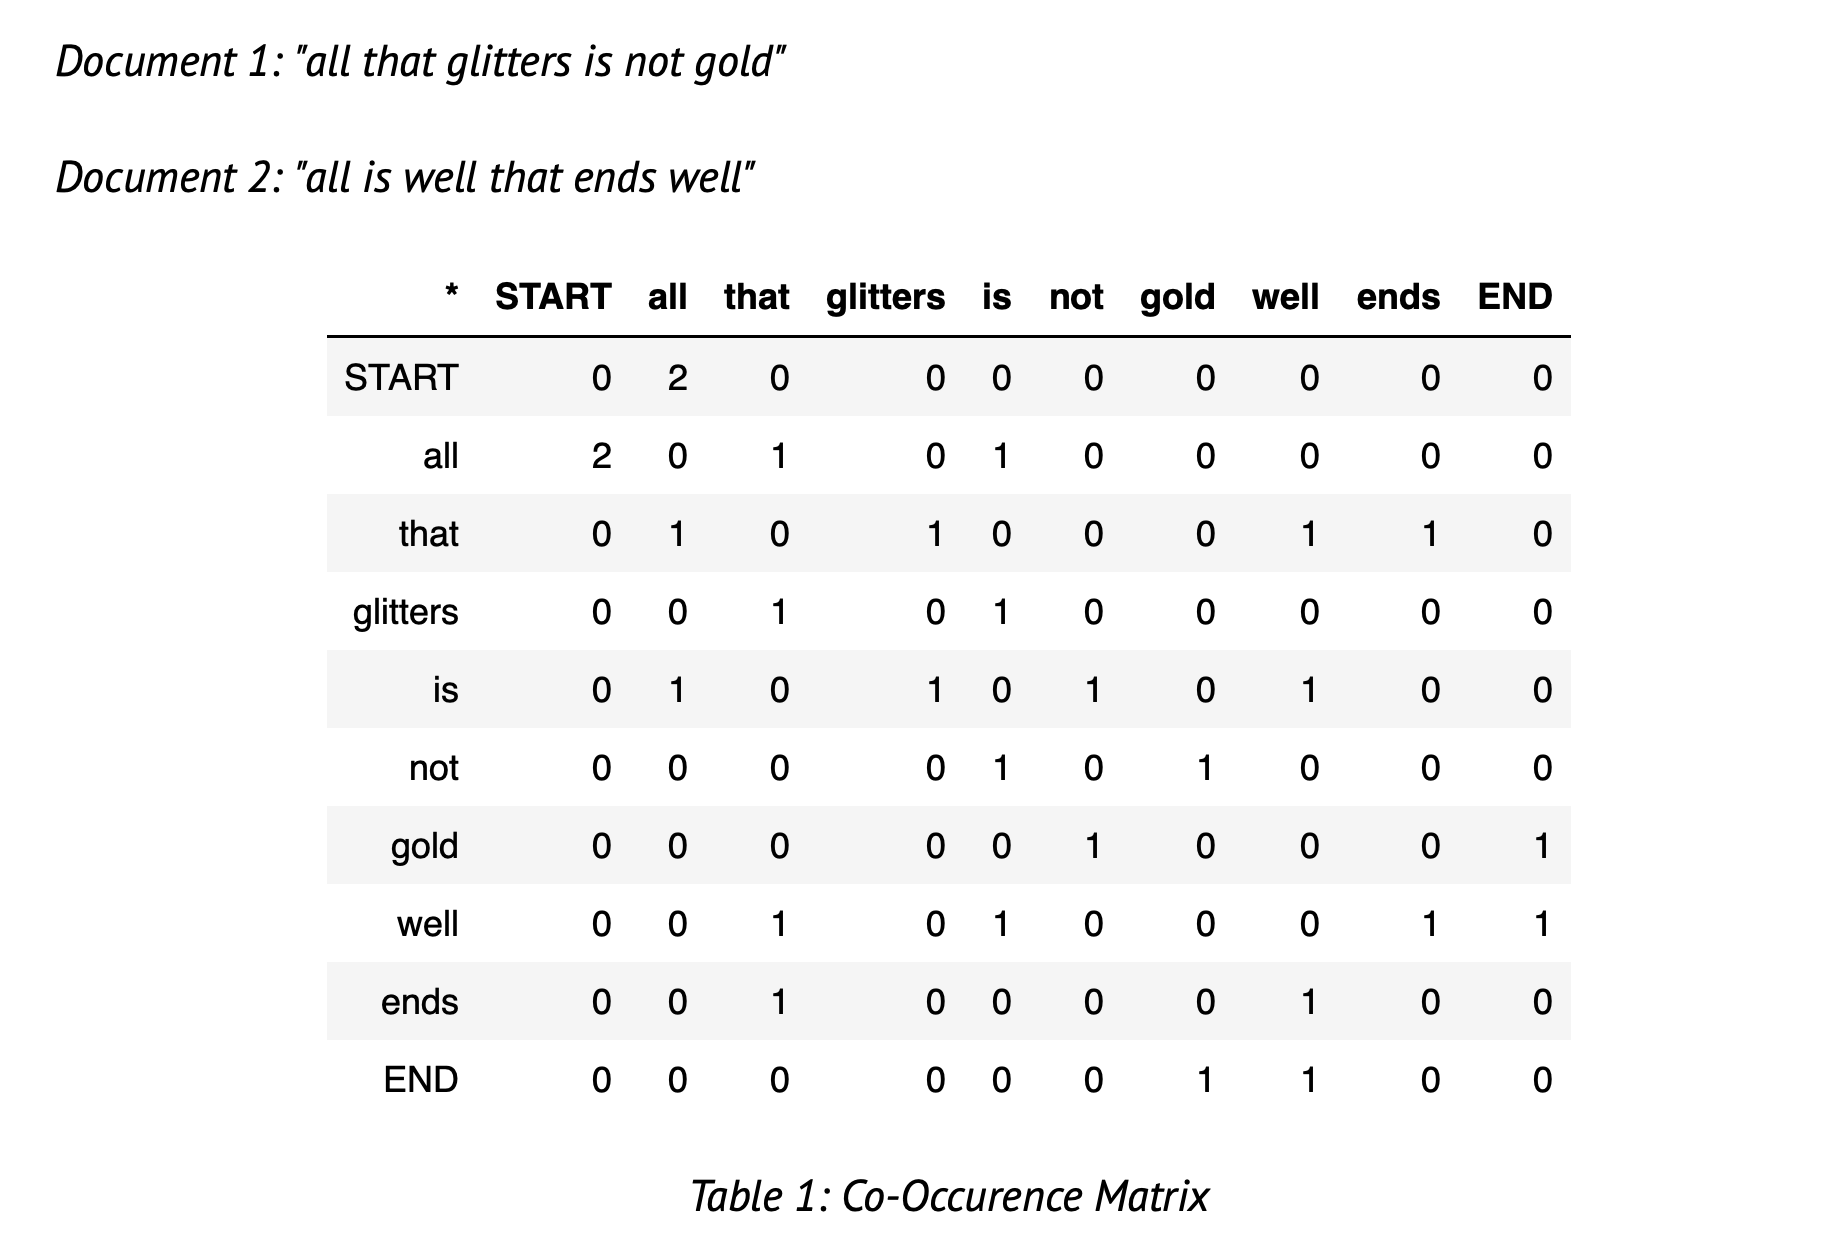 Document 1: "all that glitters is not gold"
Document 2: "all is well that ends well"
* START all that glitters is not gold well ends END
START 0 2 0 0 0 0 0 0 0 0
all 2 0 1 0 1 0 0 0 0 0
that 0 1 0 1 0 0 0 1 1 0
glitters 0 0 1 0 1 0 0 0 0 0
is 0 1 0 1 0 1 0 1 0 0
not 0 0 0 0 1 0 1 0 0 0
gold 0 0 0 0 0 1 0 0 0 1
well 0 0 1 0 1 0 0 0 1 1
ends 0 0 1 0 0 0 0 1 0 0
END 0 0 0 0 0 0 1 1 0 0
Table 1: Co-Occurence Matrix